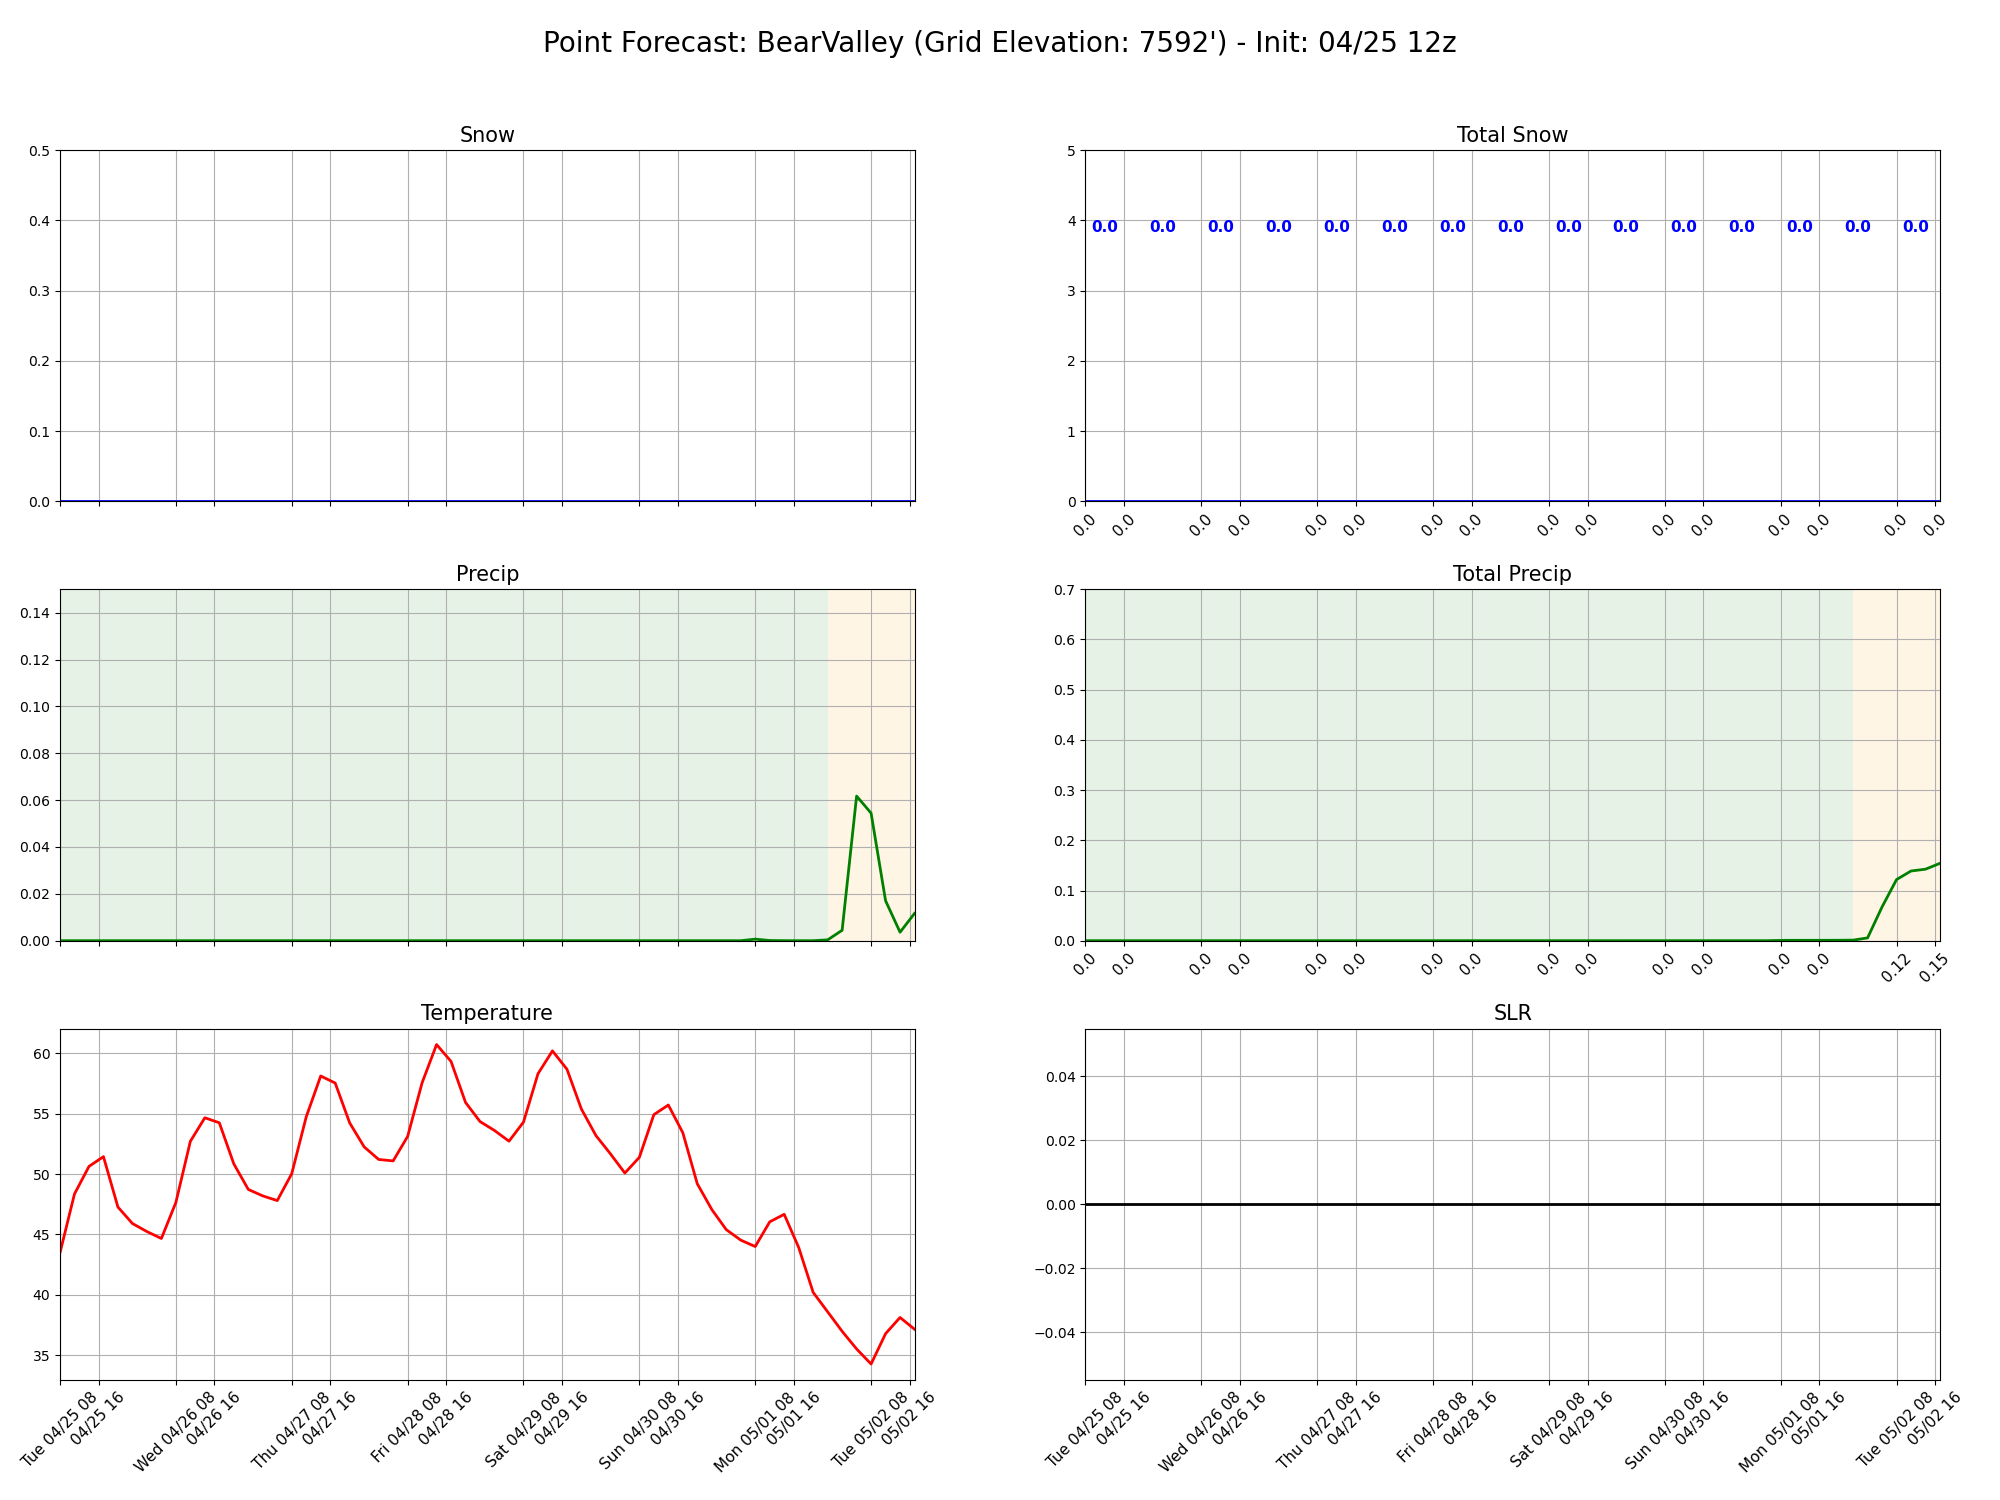 Point Forecast: BearValley (Grid Elevation: 7592') - Init: 04/25 12z
Snow
0.5
0.4
0.3
0.2
0.1
0.0
Total Snow
5
4
3
2
1
0
0.0 0.0 0.0 0.0 0.0 0.0 0.0 0.0 0.0 0.0 0.0 0.0 0.0 0.0 0.0
0.0 0.0 0.0 0.0 0.0 0.0 0.0 0.0 0.0 0.0 0.0 0.0 0.0 0.0 0.0 0.0
Precip
0.14
0.12
0.10
0.08
0.06
0.04
0.02
0.00
Total Precip
0.7
0.6
0.5
0.4
0.3
0.2
0.1
0.0
0.0 0.0 0.0 0.0 0.0 0.0 0.0 0.0 0.0 0.0 0.0 0.0 0.0 0.0 0.12 0.15
Temperature
60
55
50
45
40
35
Tue 04/25 08
04/25 16
Wed 04/26 08
04/26 16
Thu 04/27 08
04/27 16
Fri 04/28 08
04/28 16
Sat 04/29 08
04/29 16
Sun 04/30 08
04/30 16
Mon 05/01 08
05/01 16
Tue 05/02 08
05/02 16
SLR
0.04
0.02
0.00
−0.02
−0.04
Tue 04/25 08
04/25 16
Wed 04/26 08
04/26 16
Thu 04/27 08
04/27 16
Fri 04/28 08
04/28 16
Sat 04/29 08
04/29 16
Sun 04/30 08
04/30 16
Mon 05/01 08
05/01 16
Tue 05/02 08
05/02 16